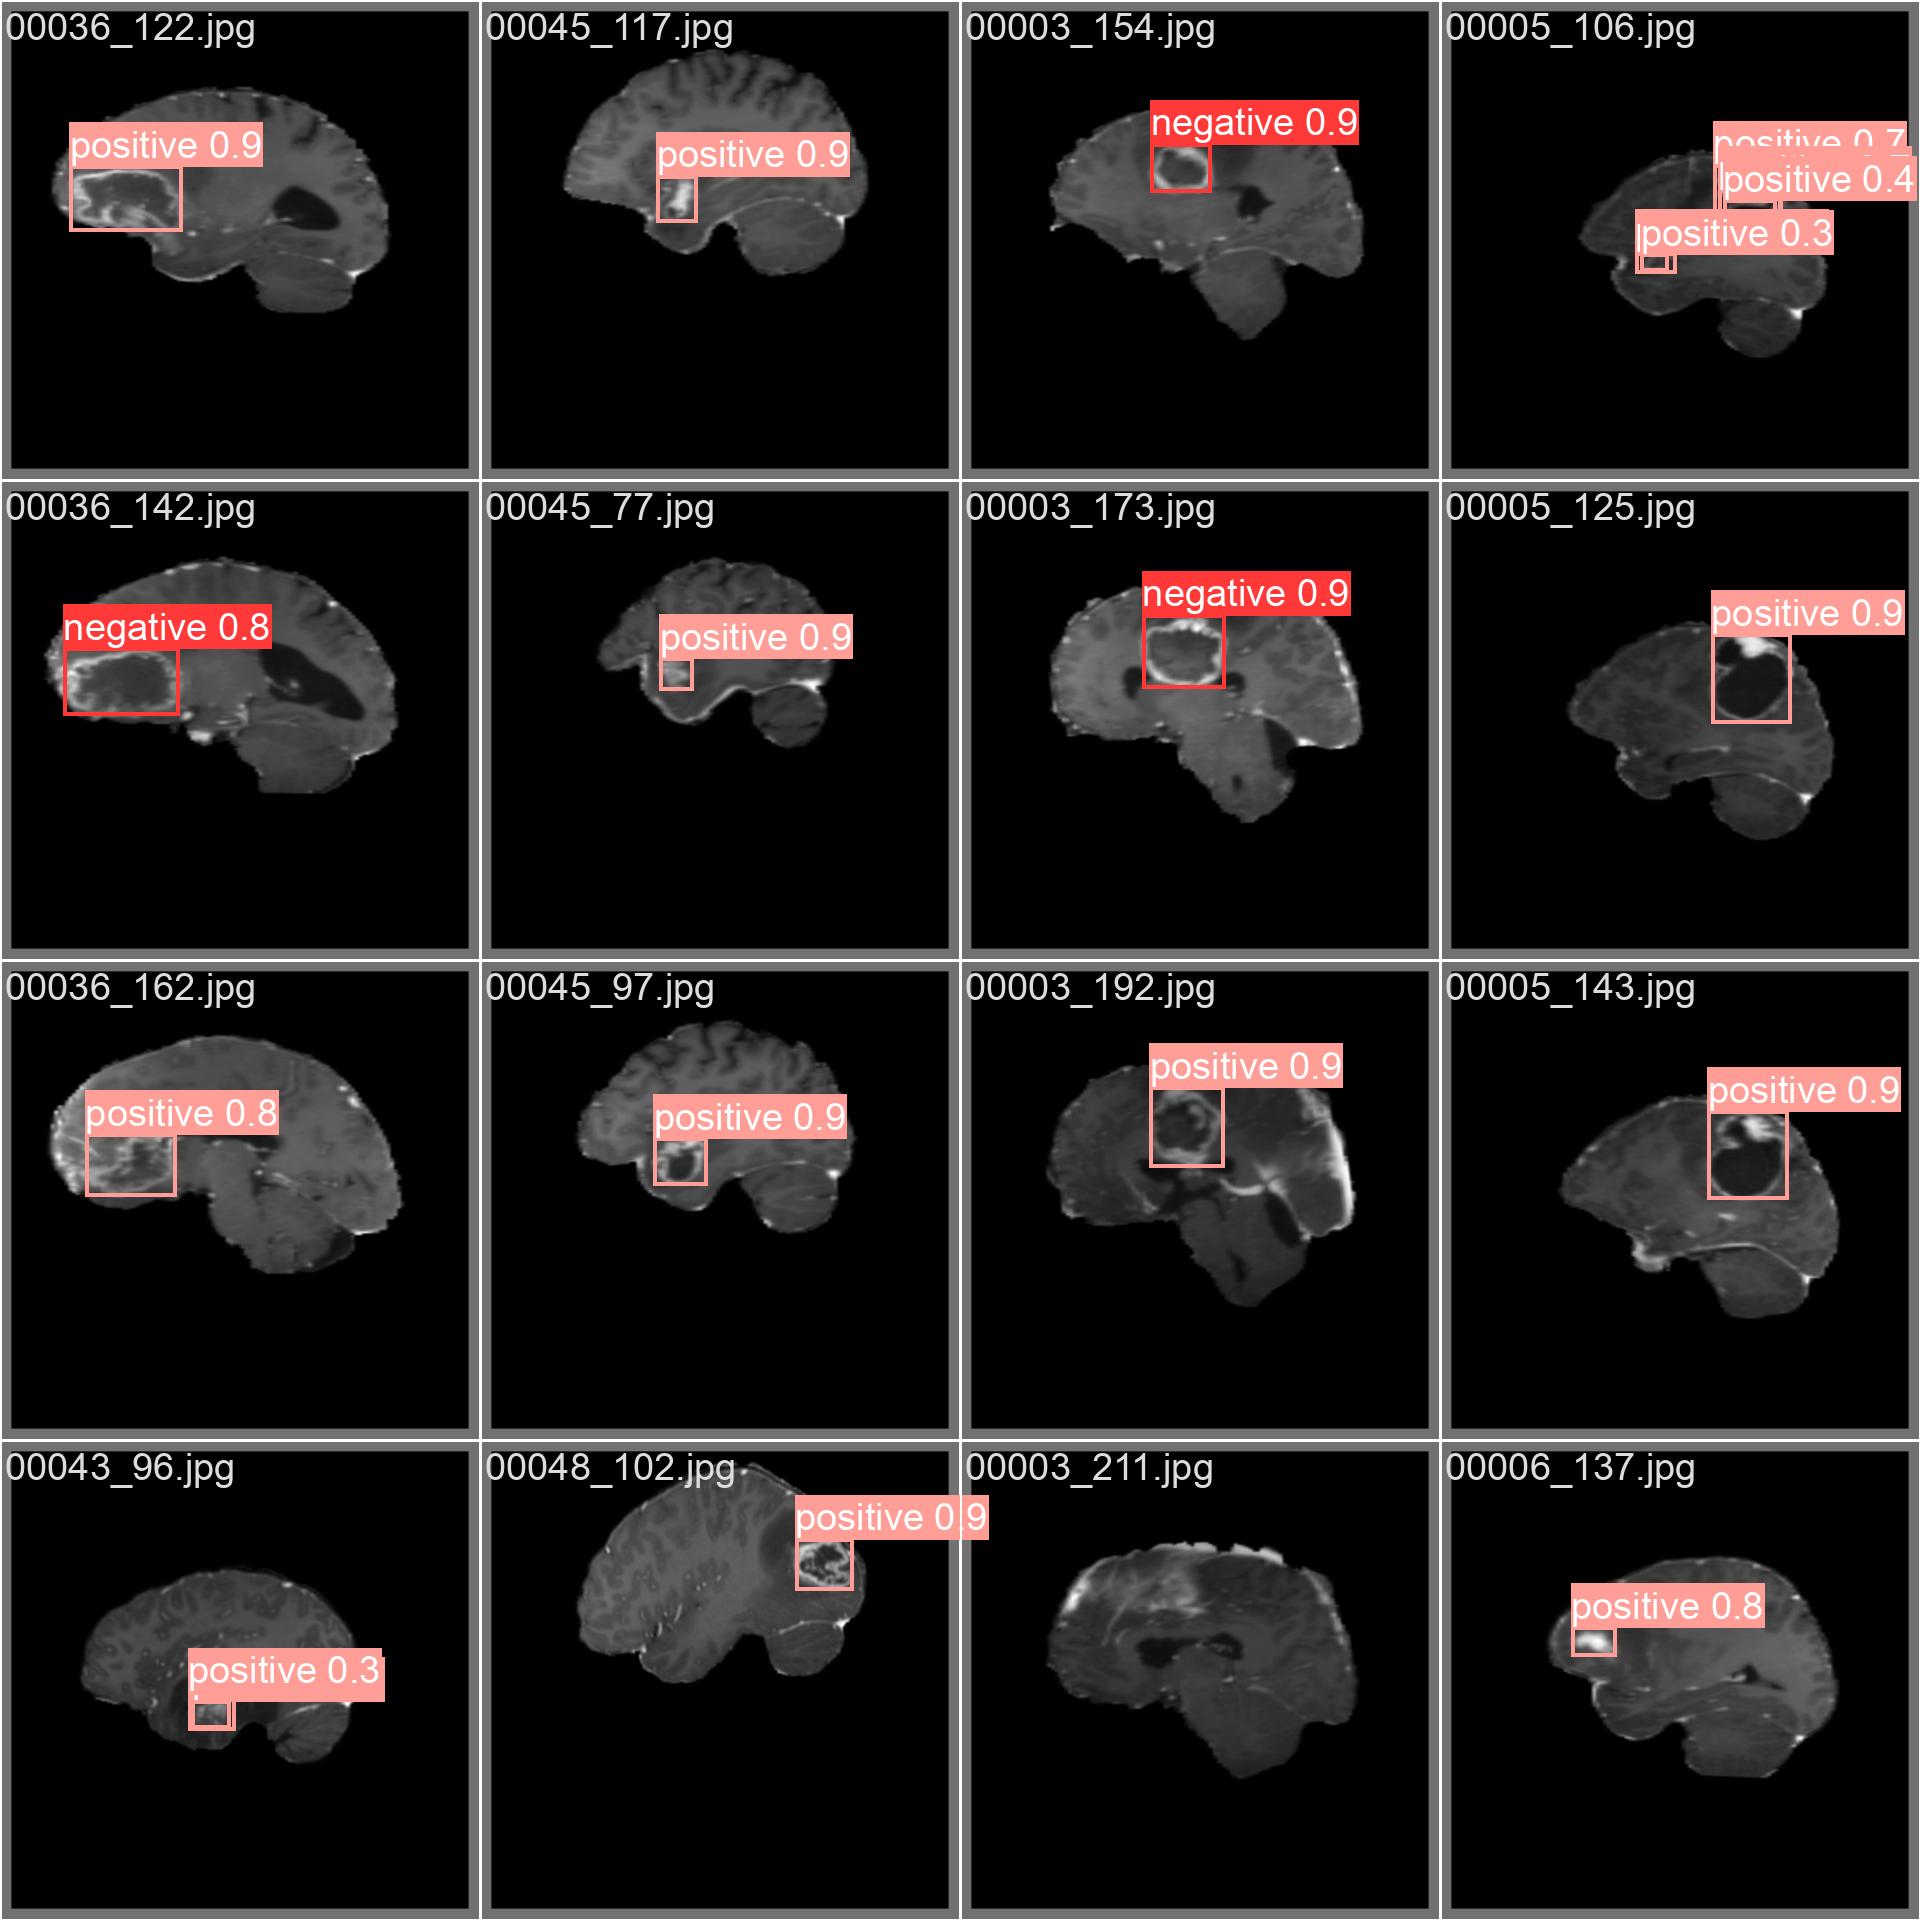 00036_122.jpg
positive 0.9
00045_117.jpg
positive 0.9
00003_154.jpg
negative 0.9
00005_106.jpg
positive 0.7
positive 0.4
positive 0.3
00036_142.jpg
negative 0.8
00045_77.jpg
positive 0.9
00003_173.jpg
negative 0.9
00005_125.jpg
positive 0.9
00036_162.jpg
positive 0.8
00045_97.jpg
positive 0.9
00003_192.jpg
positive 0.9
00005_143.jpg
positive 0.9
00043_96.jpg
positive 0.3
00048_102.jpg
positive 0.9
00003_211.jpg
00006_137.jpg
positive 0.8